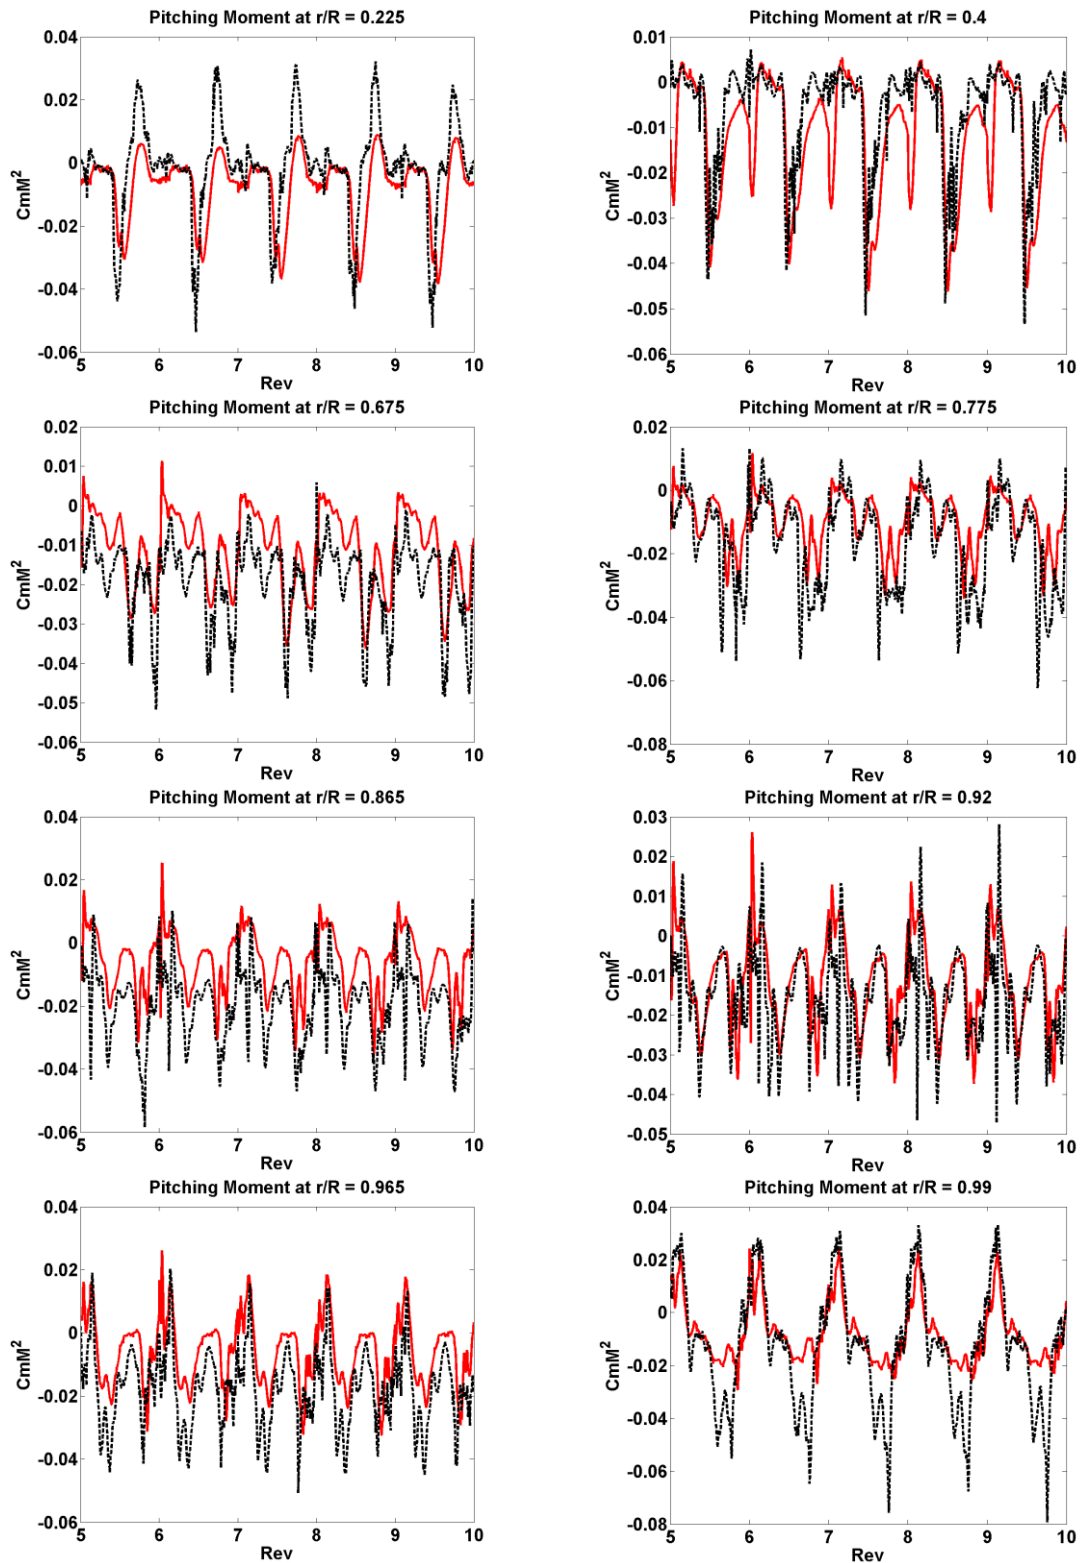 Pitching Moment at r/R = 0.225
0.04
0.02
0
-0.02
-0.04
-0.06
CmM²
5 6 7 8 9 10
Rev
Pitching Moment at r/R = 0.4
0.01
0
-0.01
-0.02
-0.03
-0.04
-0.05
-0.06
CmM²
5 6 7 8 9 10
Rev
Pitching Moment at r/R = 0.675
0.02
0.01
0
-0.01
-0.02
-0.03
-0.04
-0.05
-0.06
CmM²
5 6 7 8 9 10
Rev
Pitching Moment at r/R = 0.775
0.02
0
-0.02
-0.04
-0.06
-0.08
CmM²
5 6 7 8 9 10
Rev
Pitching Moment at r/R = 0.865
0.04
0.02
0
-0.02
-0.04
-0.06
CmM²
5 6 7 8 9 10
Rev
Pitching Moment at r/R = 0.92
0.03
0.02
0.01
0
-0.01
-0.02
-0.03
-0.04
-0.05
CmM²
5 6 7 8 9 10
Rev
Pitching Moment at r/R = 0.965
0.04
0.02
0
-0.02
-0.04
-0.06
CmM²
5 6 7 8 9 10
Rev
Pitching Moment at r/R = 0.99
0.04
0.02
0
-0.02
-0.04
-0.06
-0.08
CmM²
5 6 7 8 9 10
Rev